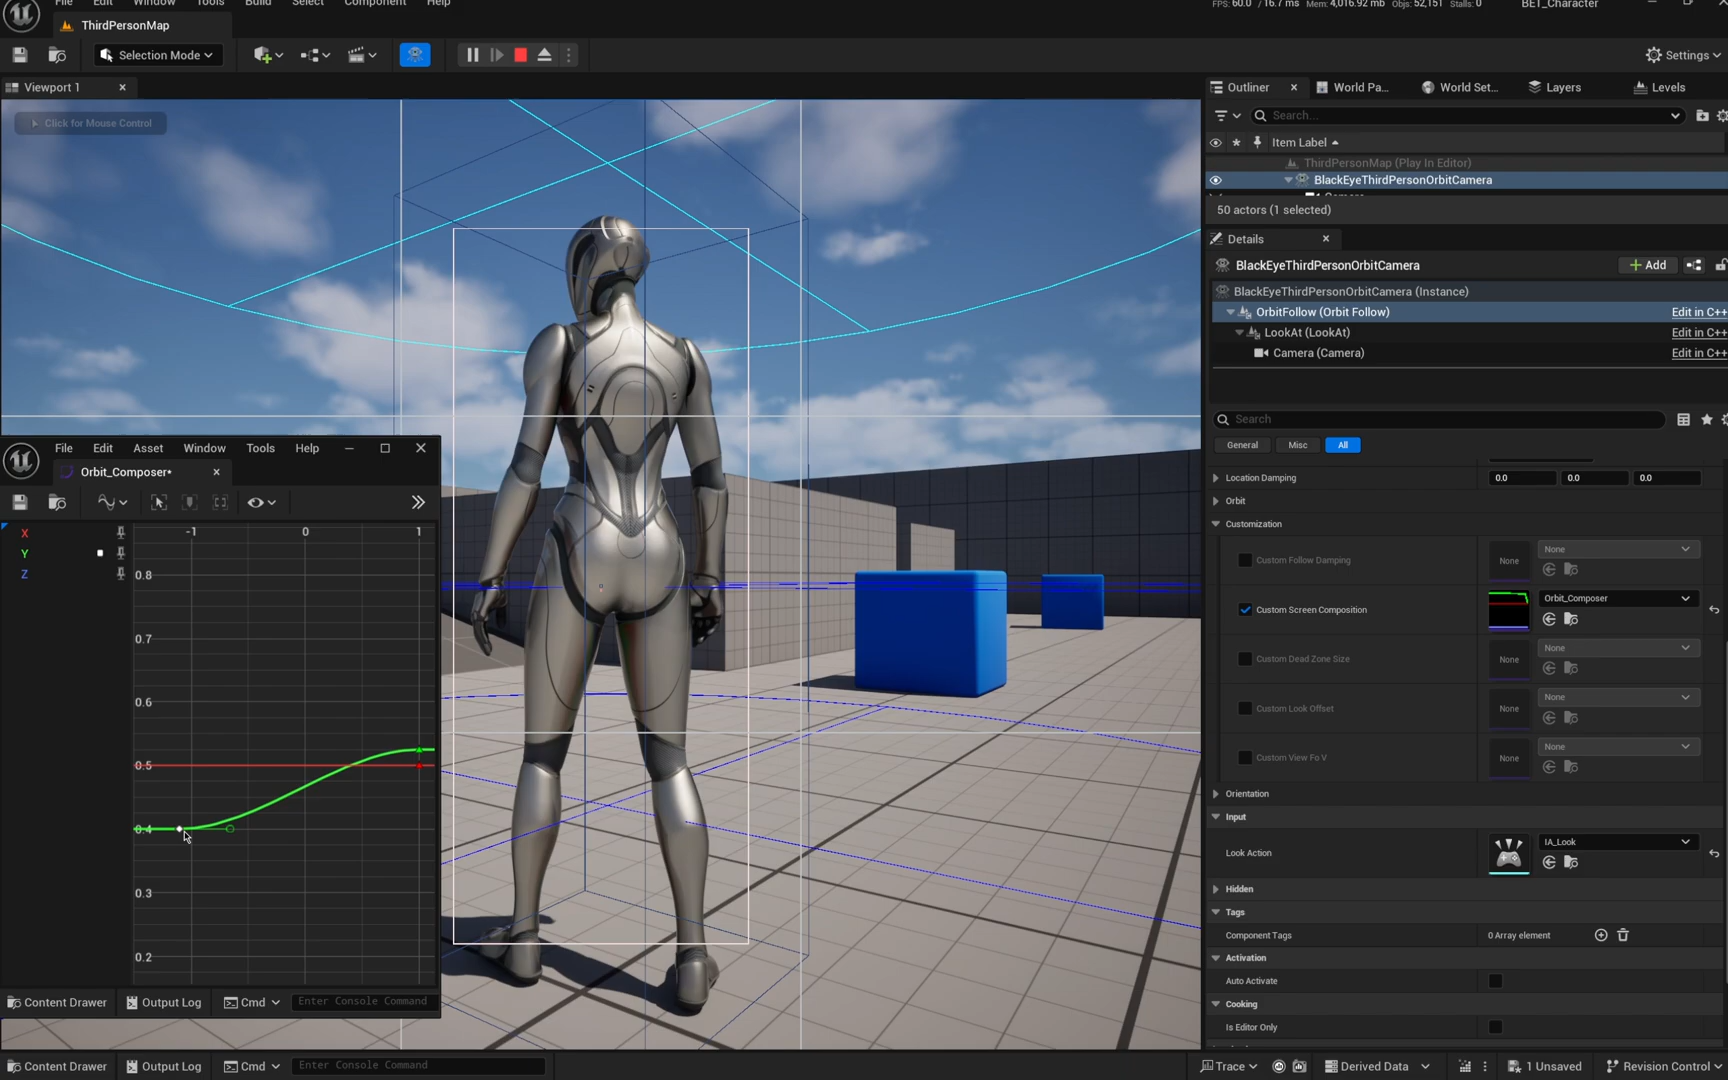 File Edit Window Tools Build Select Component Help
FPS: 60.0 / 16.7 ms Mem: 4,016.92 mb Objs: 52,151 Stalls: 0 BET_Character
ThirdPersonMap
Selection Mode
Settings
Viewport 1
Click for Mouse Control
Outliner World Pa... World Set... Layers Levels
Search...
Item Label
ThirdPersonMap (Play In Editor)
BlackEyeThirdPersonOrbitCamera
50 actors (1 selected)
Details
BlackEyeThirdPersonOrbitCamera
Add
BlackEyeThirdPersonOrbitCamera (Instance)
OrbitFollow (Orbit Follow) Edit in C++
LookAt (LookAt) Edit in C++
Camera (Camera) Edit in C++
Search
General Misc All
Location Damping 0.0 0.0 0.0
Orbit
Customization
Custom Follow Damping None None
Custom Screen Composition Orbit_Composer
Custom Dead Zone Size None None
Custom Look Offset None None
Custom View Fo V None None
Orientation
Input
Look Action IA_Look
Hidden
Tags
Component Tags 0 Array element
Activation
Auto Activate
Cooking
Is Editor Only
File Edit Asset Window Tools Help
Orbit_Composer*
X
Y
Z
-1 0 1
0.8
0.7
0.6
0.5
0.4
0.3
0.2
Content Drawer Output Log Cmd Enter Console Command
Content Drawer Output Log Cmd Enter Console Command
Trace Derived Data 1 Unsaved Revision Control